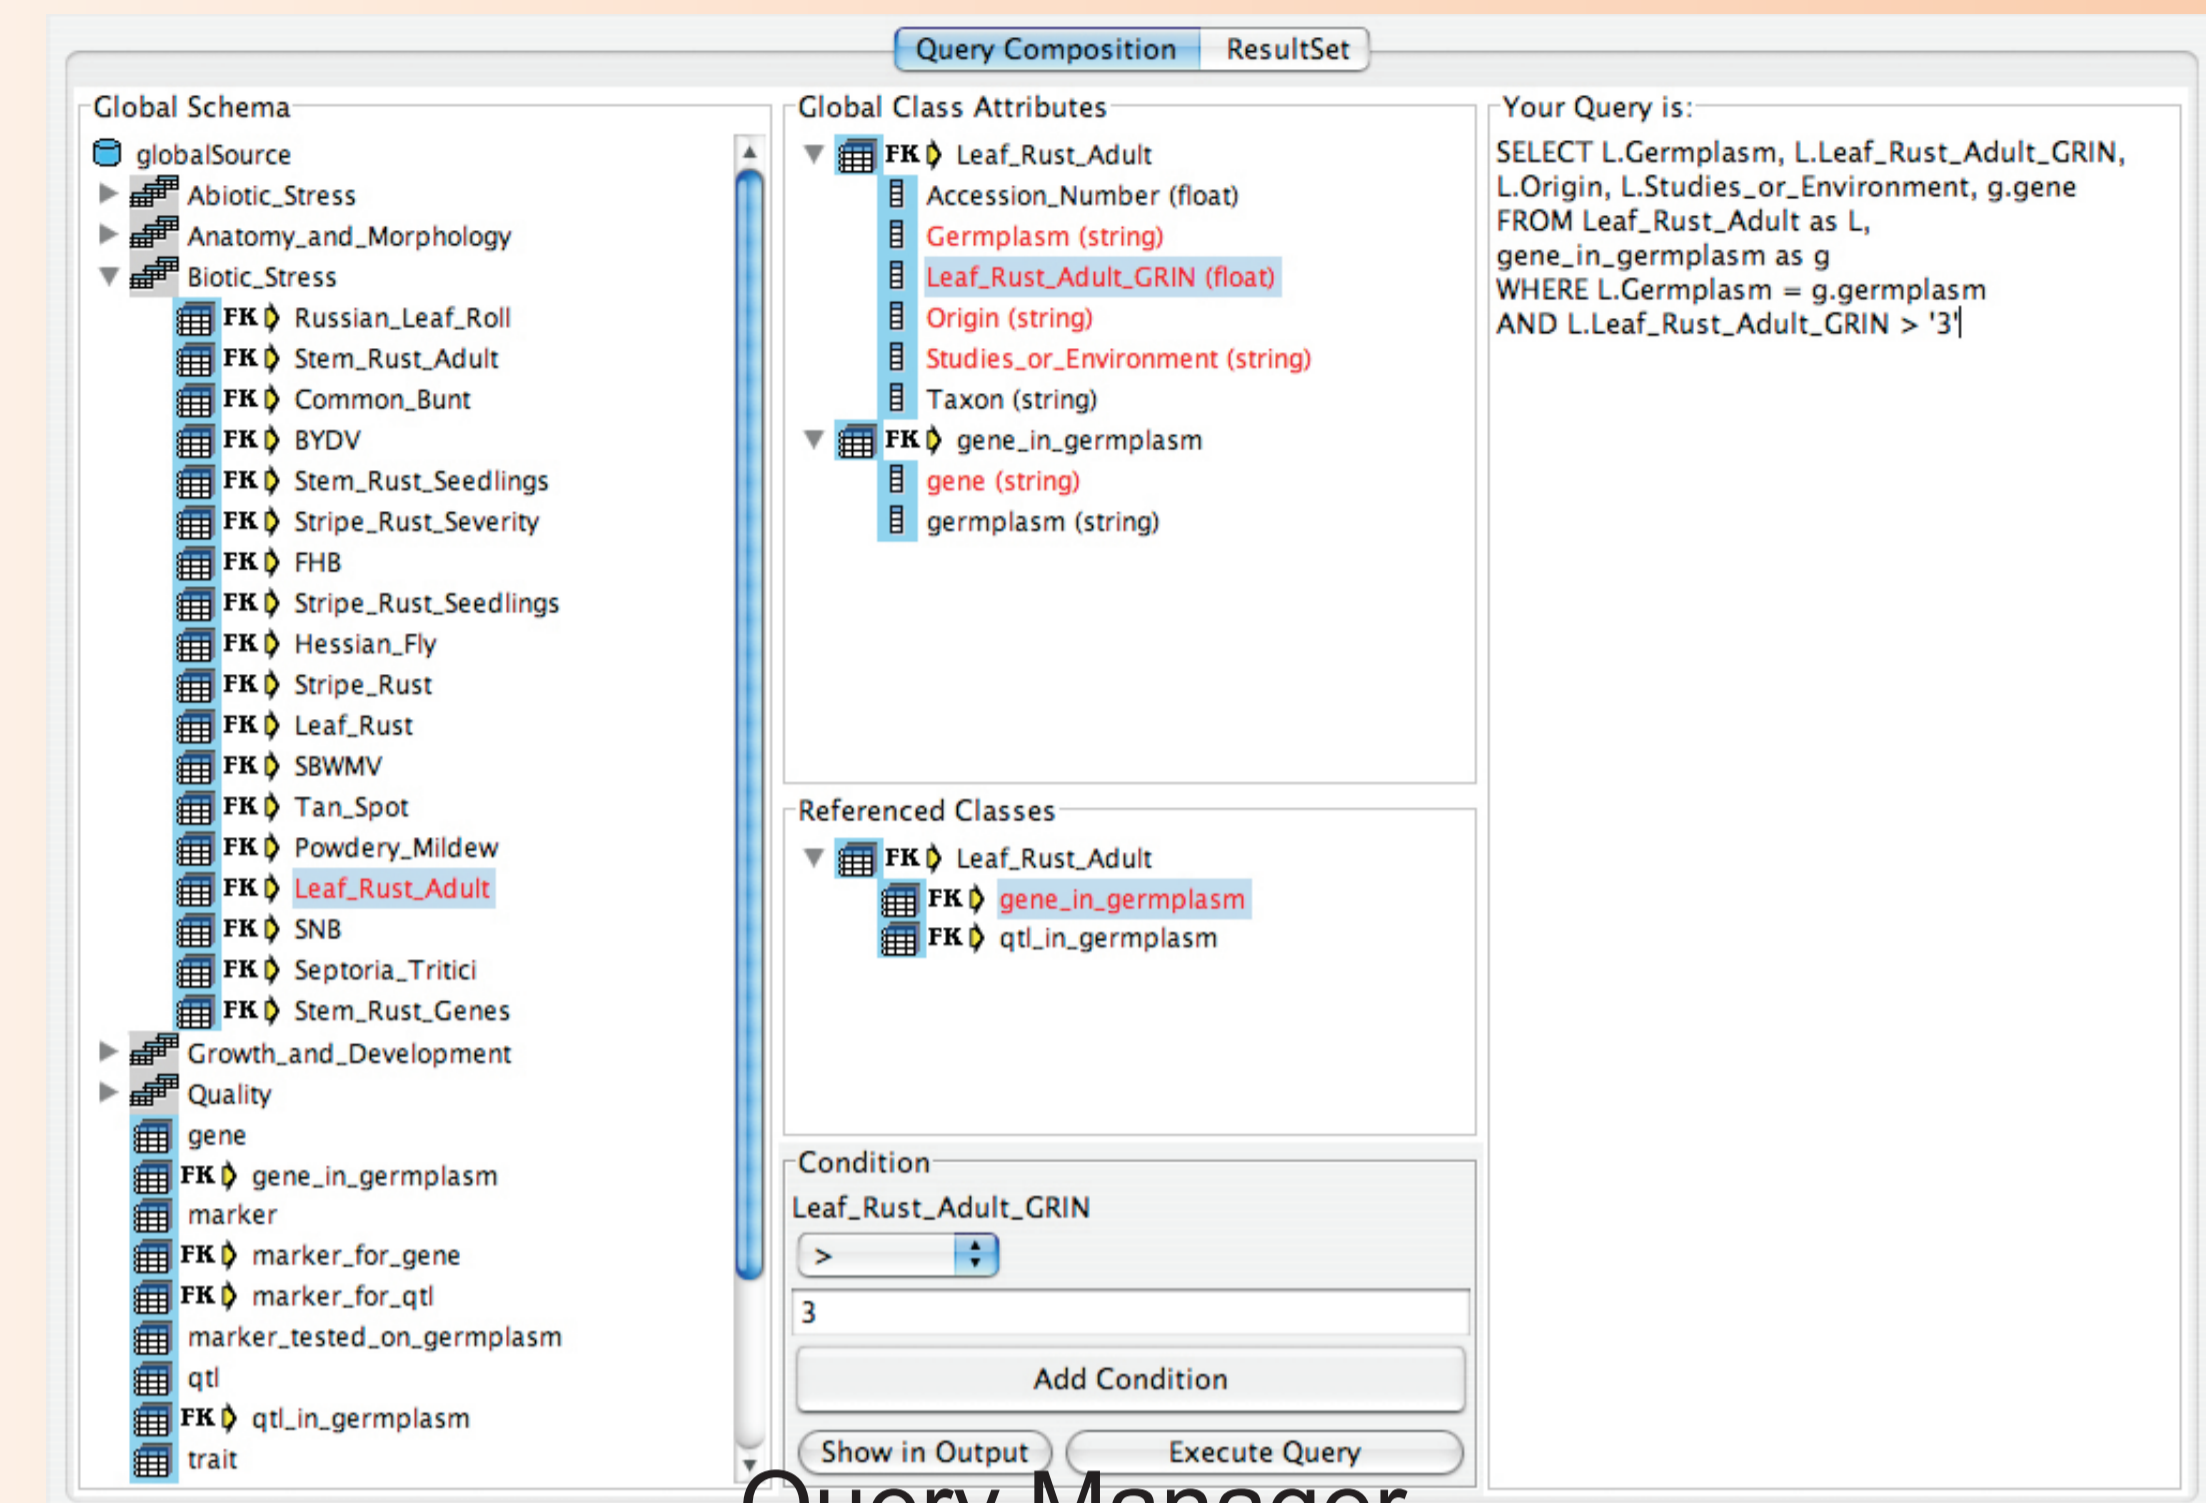 Query Composition ResultSet
Global Schema
globalSource
Abiotic_Stress
Anatomy_and_Morphology
Biotic_Stress
FK Russian_Leaf_Roll
FK Stem_Rust_Adult
FK Common_Bunt
FK BYDV
FK Stem_Rust_Seedlings
FK Stripe_Rust_Severity
FK FHB
FK Stripe_Rust_Seedlings
FK Hessian_Fly
FK Stripe_Rust
FK Leaf_Rust
FK SBWMV
FK Tan_Spot
FK Powdery_Mildew
FK Leaf_Rust_Adult
FK SNB
FK Septoria_Tritici
FK Stem_Rust_Genes
Growth_and_Development
Quality
gene
FK gene_in_germplasm
marker
FK marker_for_gene
FK marker_for_qtl
marker_tested_on_germplasm
qtl
FK qtl_in_germplasm
trait
Global Class Attributes
FK Leaf_Rust_Adult
Accession_Number (float)
Germplasm (string)
Leaf_Rust_Adult_GRIN (float)
Origin (string)
Studies_or_Environment (string)
Taxon (string)
FK gene_in_germplasm
gene (string)
germplasm (string)
Referenced Classes
FK Leaf_Rust_Adult
FK gene_in_germplasm
FK qtl_in_germplasm
Condition
Leaf_Rust_Adult_GRIN
>
3
Add Condition
Show in Output Execute Query
Your Query is:
SELECT L.Germplasm, L.Leaf_Rust_Adult_GRIN,
L.Origin, L.Studies_or_Environment, g.gene
FROM Leaf_Rust_Adult as L,
gene_in_germplasm as g
WHERE L.Germplasm = g.germplasm
AND L.Leaf_Rust_Adult_GRIN > '3'
Query Manager